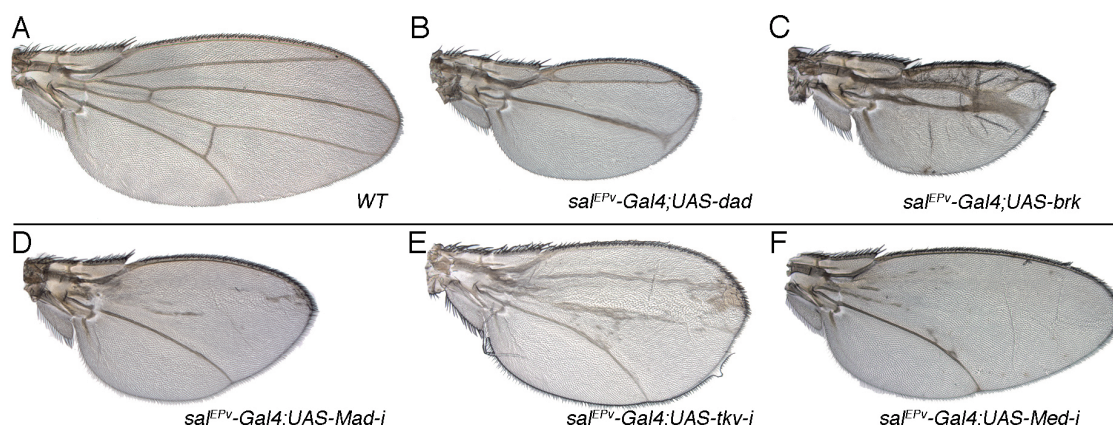 A
B
C
WT
sal^EPv-Gal4;UAS-dad
sal^EPv-Gal4;UAS-brk
D
E
F
sal^EPv-Gal4;UAS-Mad-i
sal^EPv-Gal4;UAS-tkv-i
sal^EPv-Gal4;UAS-Med-i